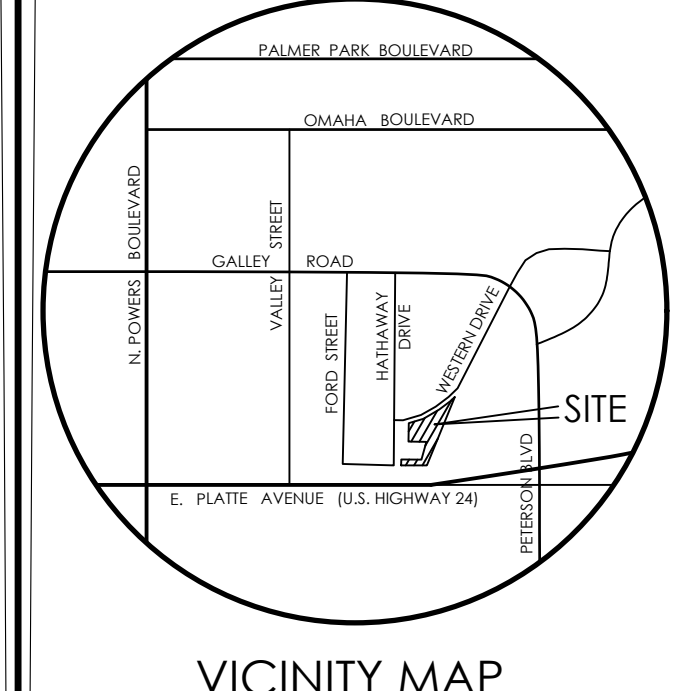 PALMER PARK BOULEVARD
OMAHA BOULEVARD
N. POWERS BOULEVARD
VALLEY STREET
GALLEY ROAD
FORD STREET
HATHAWAY DRIVE
WESTERN DRIVE
SITE
PETERSON BLVD
E. PLATTE AVENUE (U.S. HIGHWAY 24)
VICINITY MAP